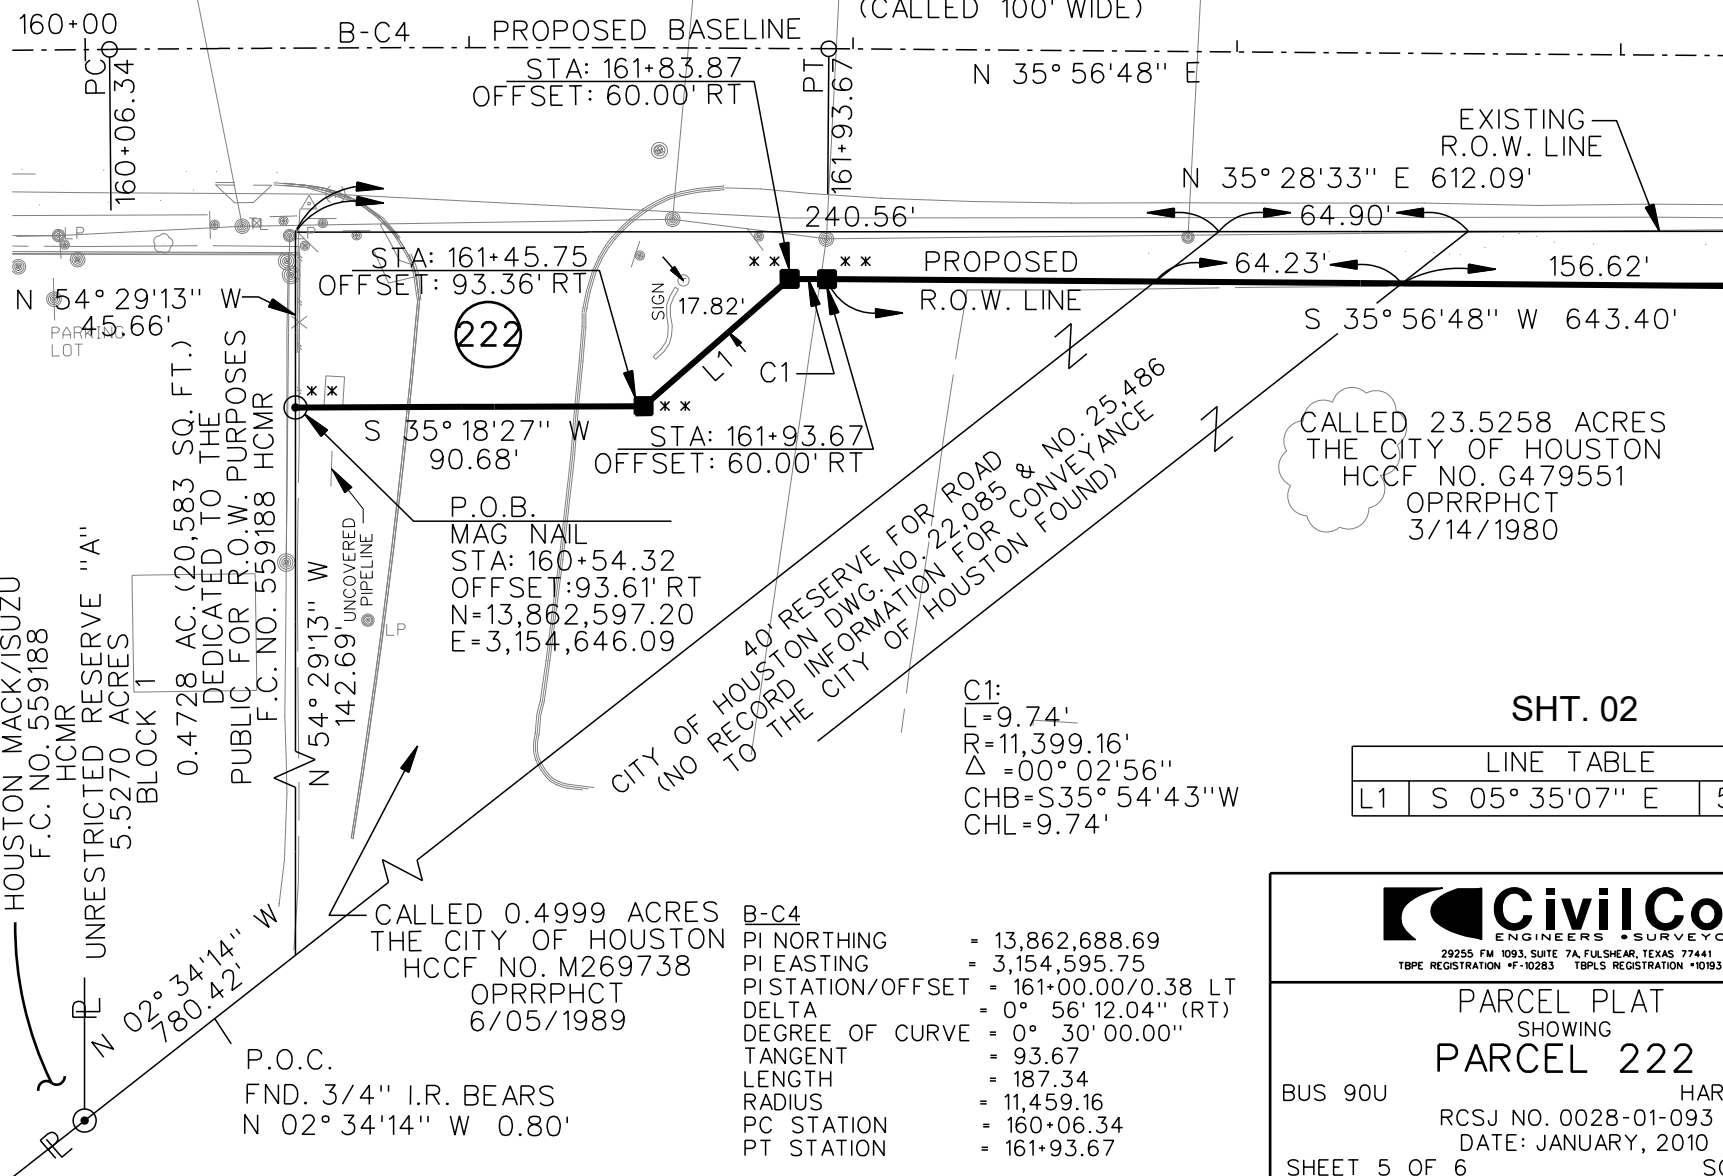 (CALLED 100' WIDE)
160+00
B-C4
PROPOSED BASELINE
PC
160+06.34
STA: 161+83.87
OFFSET: 60.00' RT
PT
161+93.67
N 35° 56'48" E
EXISTING
R.O.W. LINE
N 35° 28'33" E 612.09'
240.56'
64.90'
LP
STA: 161+45.75
OFFSET: 93.36' RT
* *
* *
PROPOSED
R.O.W. LINE
64.23'
156.62'
S 35° 56'48" W 643.40'
N 54° 29'13" W
45.66'
PARKING
LOT
222
SIGN
17.82'
L1
C1
* *
* *
S 35° 18'27" W
90.68'
STA: 161+93.67
OFFSET: 60.00' RT
P.O.B.
MAG NAIL
STA: 160+54.32
OFFSET:93.61' RT
N=13,862,597.20
E=3,154,646.09
UNCOVERED
PIPELINE
LP
N 54° 29'13" W
142.69'
0.4728 AC. (20,583 SQ. FT.)
DEDICATED TO THE
PUBLIC FOR R.O.W. PURPOSES
F.C. NO. 559188 HCMR
HOUSTON MACK/ISUZU
F.C. NO. 559188
HCMR
UNRESTRICTED RESERVE "A"
5.5270 ACRES
BLOCK 1
40' RESERVE FOR ROAD
CITY OF HOUSTON DWG. NO. 22,085 & NO. 25,486
(NO RECORD INFORMATION FOR CONVEYANCE
TO THE CITY OF HOUSTON FOUND)
CALLED 23.5258 ACRES
THE CITY OF HOUSTON
HCCF NO. G479551
OPRRPHCT
3/14/1980
C1:
L=9.74'
R=11,399.16'
Δ =00° 02'56"
CHB=S35° 54'43"W
CHL=9.74'
SHT. 02
LINE TABLE
L1 S 05° 35'07" E
CALLED 0.4999 ACRES
THE CITY OF HOUSTON
HCCF NO. M269738
OPRRPHCT
6/05/1989
N 02° 34'14" W
780.42'
PL
PL
P.O.C.
FND. 3/4" I.R. BEARS
N 02° 34'14" W 0.80'
B-C4
PI NORTHING = 13,862,688.69
PI EASTING = 3,154,595.75
PI STATION/OFFSET = 161+00.00/0.38 LT
DELTA = 0° 56' 12.04" (RT)
DEGREE OF CURVE = 0° 30' 00.00"
TANGENT = 93.67
LENGTH = 187.34
RADIUS = 11,459.16
PC STATION = 160+06.34
PT STATION = 161+93.67
CivilCo
ENGINEERS • SURVEYO
29255 FM 1093, SUITE 7A, FULSHEAR, TEXAS 77441
TBPE REGISTRATION #F-10283 TBPLS REGISTRATION #10193
PARCEL PLAT
SHOWING
PARCEL 222
BUS 90U HAR
RCSJ NO. 0028-01-093
DATE: JANUARY, 2010
SHEET 5 OF 6 SC